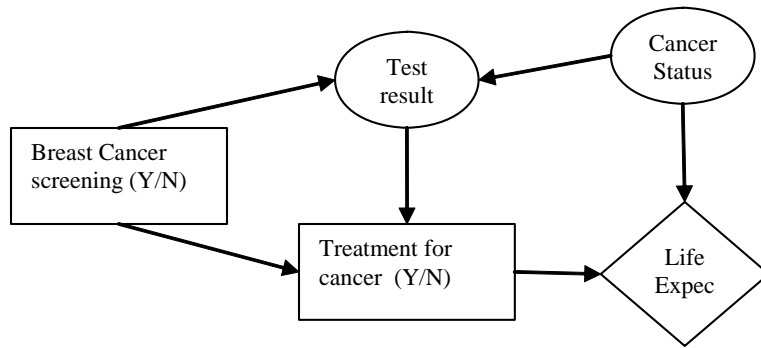 Test
result
Cancer
Status
Breast Cancer
screening (Y/N)
Treatment for
cancer (Y/N)
Life
Expec